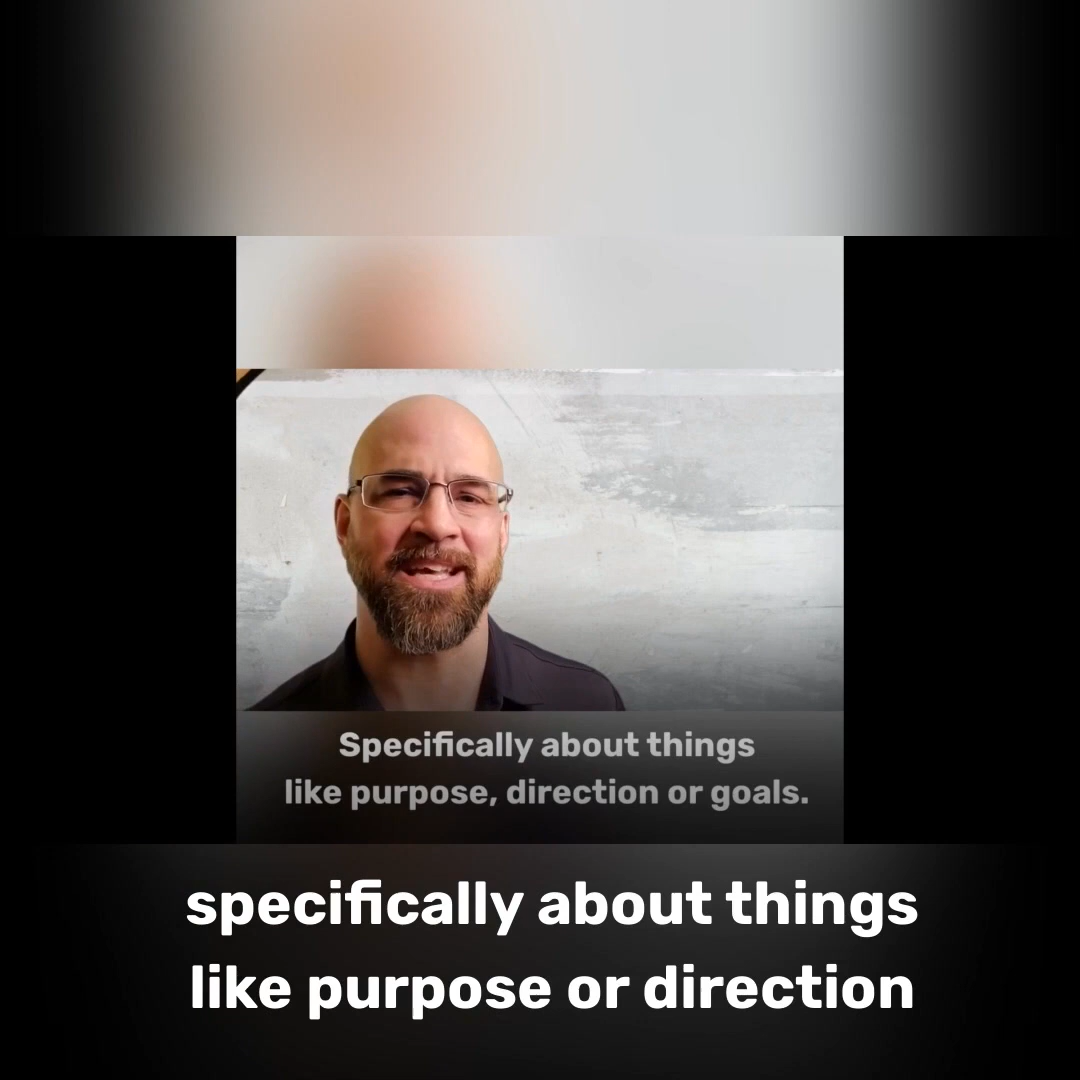 Specifically about things
like purpose, direction or goals.
specifically about things
like purpose or direction